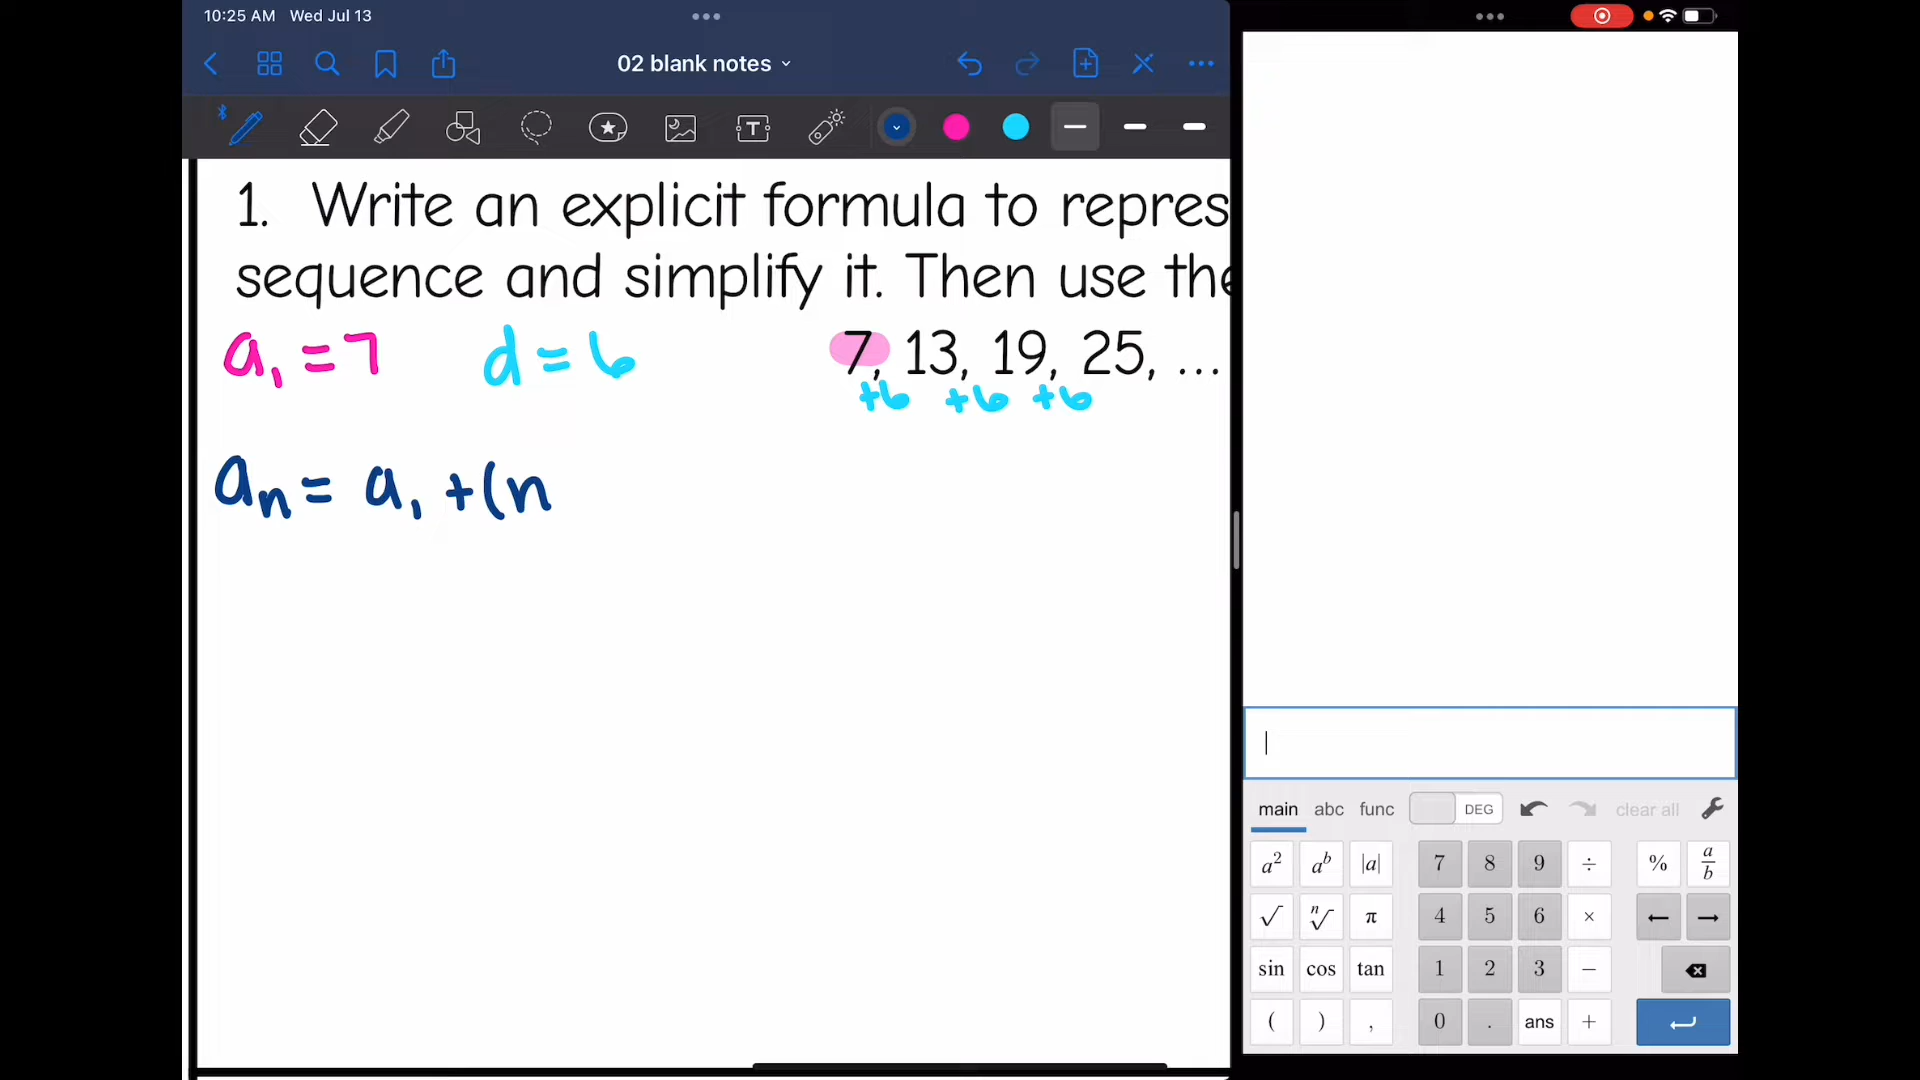 10:25 AM Wed Jul 13
02 blank notes
1. Write an explicit formula to repres
sequence and simplify it. Then use the
a₁ = 7 d = 6 7, 13, 19, 25, ...
+6 +6 +6
aₙ = a₁ + (n
main abc func DEG clear all
a² aᵇ |a| 7 8 9 ÷ % a/b
√ ⁿ√ π 4 5 6 × ← →
sin cos tan 1 2 3 −
( ) , 0 . ans +